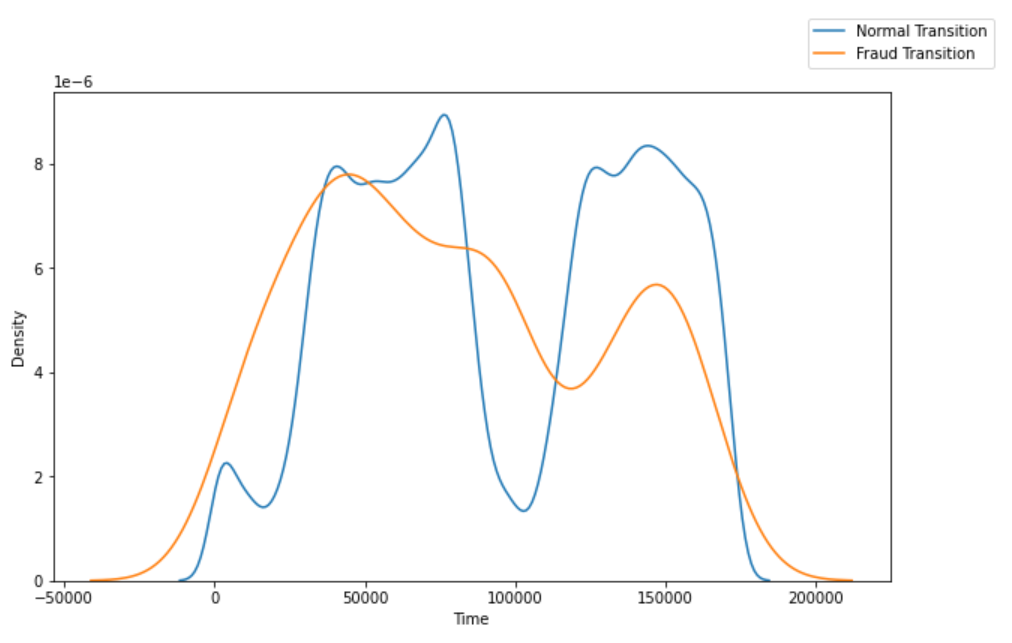 Normal Transition
Fraud Transition
1e−6
8
6
4
2
0
Density
−50000
0
50000
100000
150000
200000
Time